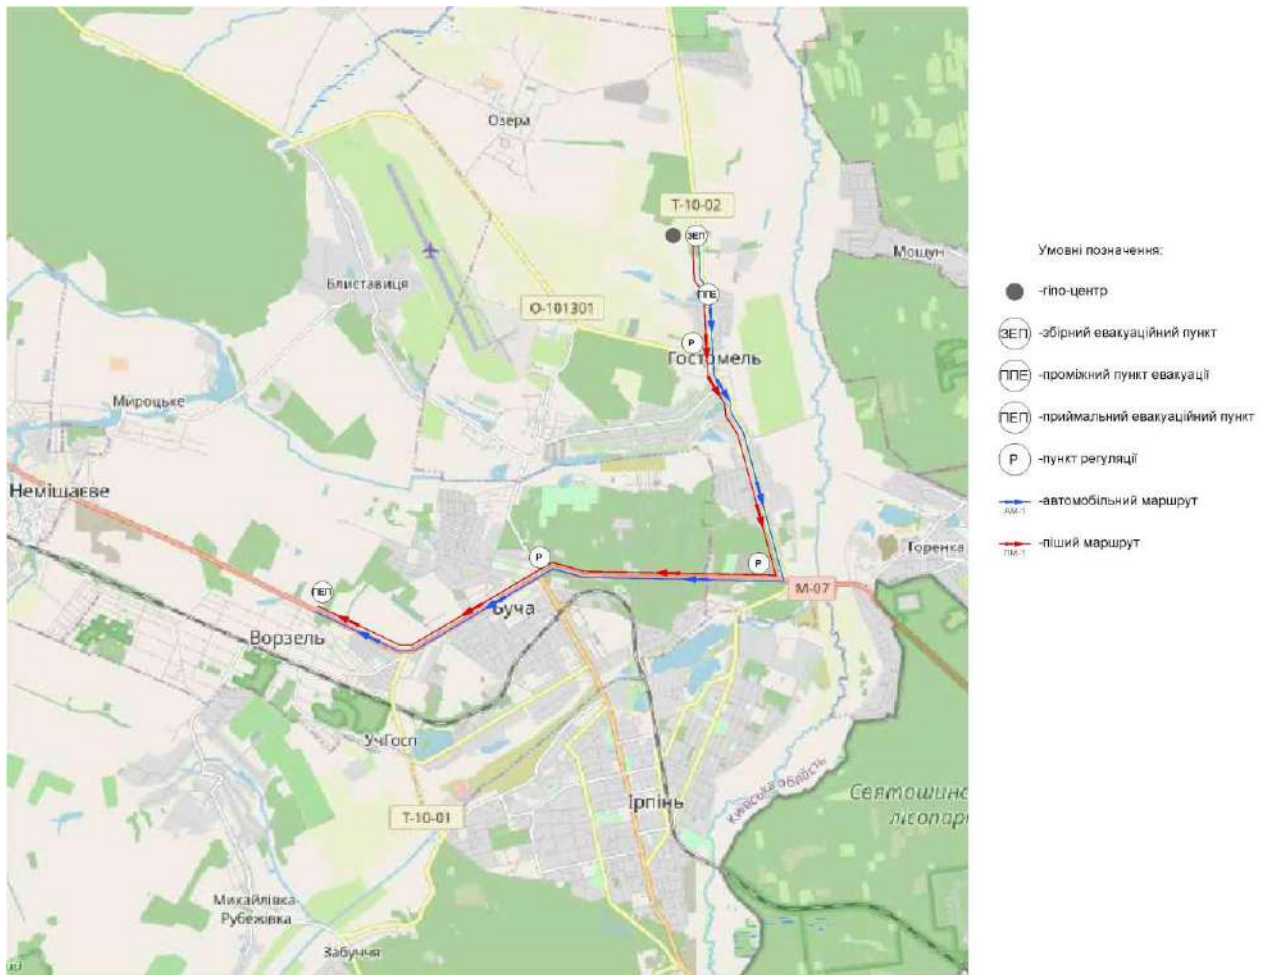 Озера
Т-10-02
ЗЕП
Мощун
Блиставиця
ППЕ
О-101301
Р
Гостомель
Мироцьке
Немішаєве
Горенка
Р
Р
М-07
ПЕП
Буча
Ворзель
УчГосп
Київська область
Ірпінь
Святошинс
лісопарк
Т-10-01
Михайлівка-
Рубежівка
Забуччя
Умовні позначення:
-гіпо-центр
ЗЕП -збірний евакуаційний пункт
ППЕ -проміжний пункт евакуації
ПЕП -приймальний евакуаційний пункт
Р -пункт регуляції
АМ-1 -автомобільний маршрут
ПМ-1 -піший маршрут